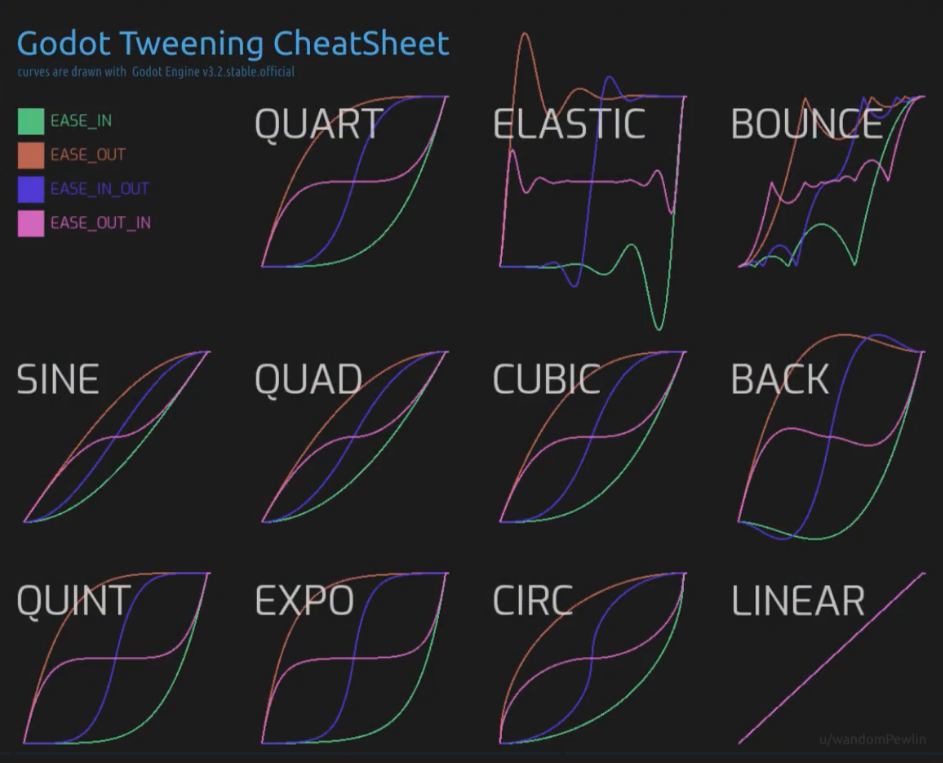 Godot Tweening CheatSheet
curves are drawn with Godot Engine v3.2.stable.official
EASE_IN
EASE_OUT
EASE_IN_OUT
EASE_OUT_IN
QUART
ELASTIC
BOUNCE
SINE
QUAD
CUBIC
BACK
QUINT
EXPO
CIRC
LINEAR
u/wandomPewlin